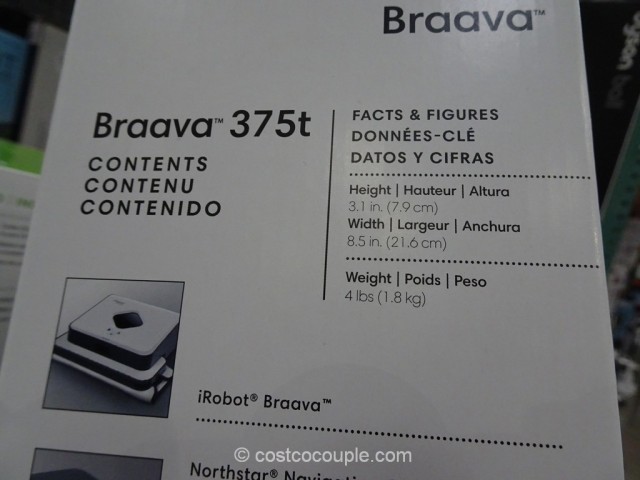 Braava™
Braava™ 375t
CONTENTS
CONTENU
CONTENIDO
FACTS & FIGURES
DONNÉES-CLÉ
DATOS Y CIFRAS
Height | Hauteur | Altura
3.1 in. (7.9 cm)
Width | Largeur | Anchura
8.5 in. (21.6 cm)
Weight | Poids | Peso
4 lbs (1.8 kg)
iRobot® Braava™
Northstar®
© costcocouple.com